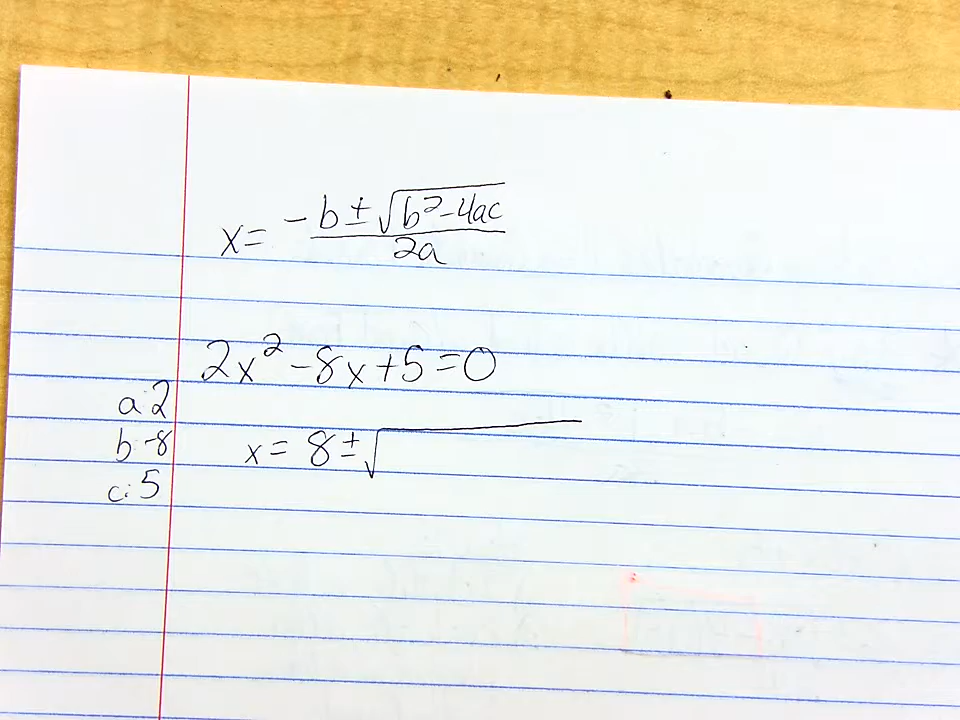 x = -b ± √b²-4ac
2a
2x² -8x+5=0
a: 2
b: -8
c: 5
x = 8 ± √